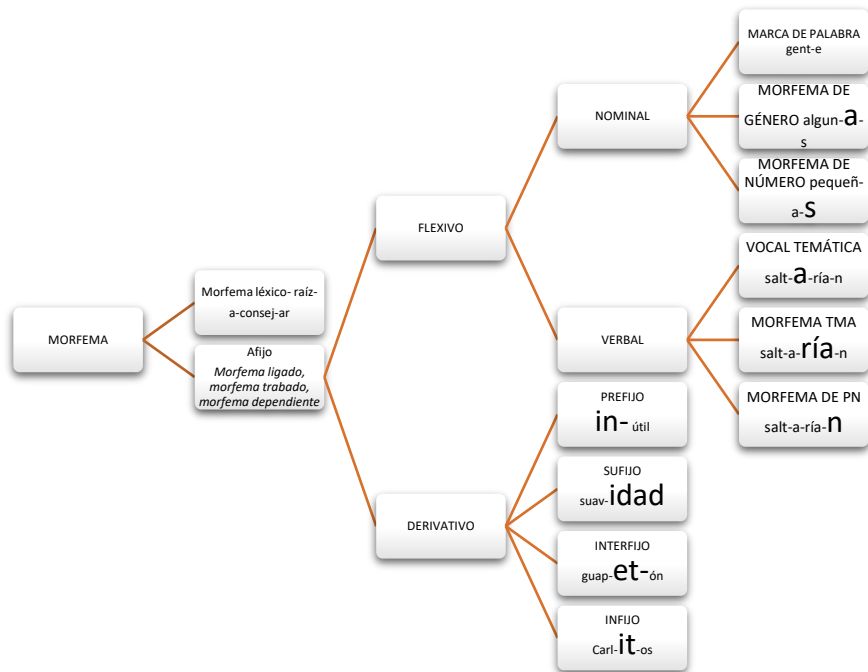 MORFEMA
Morfema léxico- raíz-
a-consej-ar
Afijo
Morfema ligado,
morfema trabado,
morfema dependiente
FLEXIVO
NOMINAL
MARCA DE PALABRA
gent-e
MORFEMA DE
GÉNERO algun-a-
s
MORFEMA DE
NÚMERO pequeñ-
a-s
VERBAL
VOCAL TEMÁTICA
salt-a-ría-n
MORFEMA TMA
salt-a-ría-n
MORFEMA DE PN
salt-a-ría-n
DERIVATIVO
PREFIJO
in- útil
SUFIJO
suav-idad
INTERFIJO
guap-et-ón
INFIJO
Carl-it-os